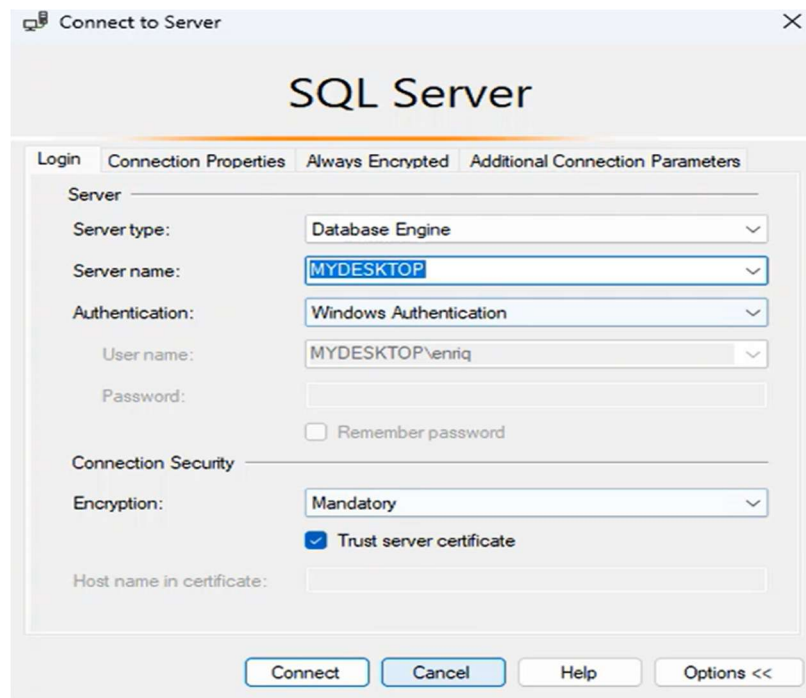 Connect to Server
SQL Server
Login Connection Properties Always Encrypted Additional Connection Parameters
Server
Server type: Database Engine
Server name: MYDESKTOP
Authentication: Windows Authentication
User name: MYDESKTOP\enriq
Password:
Remember password
Connection Security
Encryption: Mandatory
Trust server certificate
Host name in certificate:
Connect Cancel Help Options <<